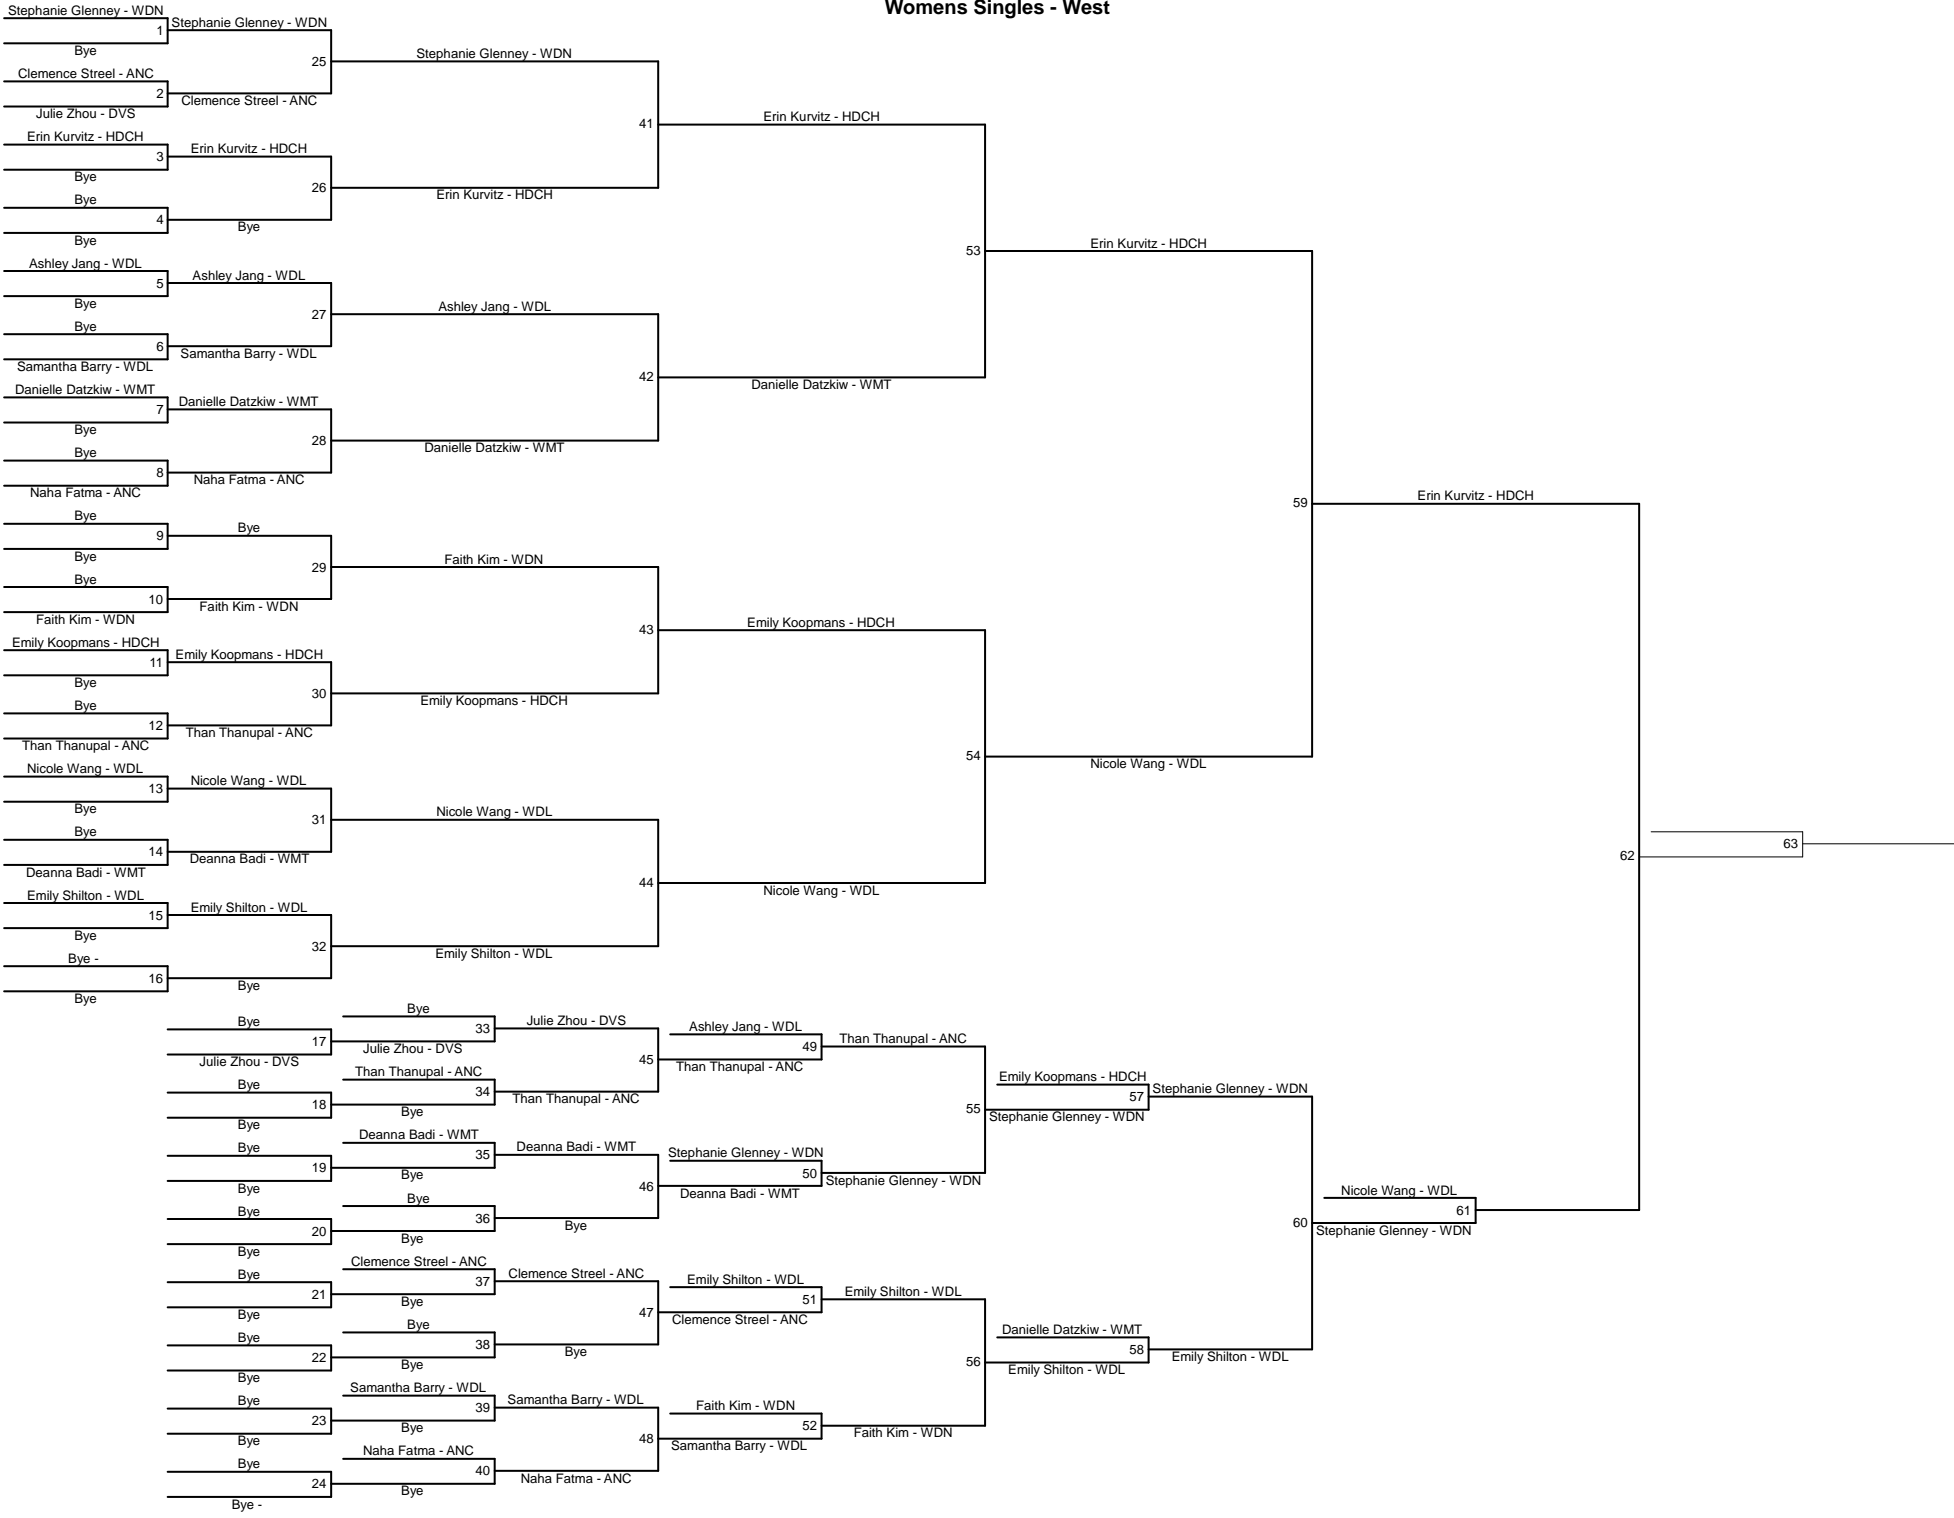 Womens Singles - West
Stephanie Glenney - WDN
1
Bye
Clemence Streel - ANC
2
Julie Zhou - DVS
Erin Kurvitz - HDCH
3
Bye
Bye
4
Bye
Ashley Jang - WDL
5
Bye
Bye
6
Samantha Barry - WDL
Danielle Datzkiw - WMT
7
Bye
Bye
8
Naha Fatma - ANC
Bye
9
Bye
Bye
10
Faith Kim - WDN
Emily Koopmans - HDCH
11
Bye
Bye
12
Than Thanupal - ANC
Nicole Wang - WDL
13
Bye
Bye
14
Deanna Badi - WMT
Emily Shilton - WDL
15
Bye
Bye -
16
Bye
Stephanie Glenney - WDN
25
Clemence Streel - ANC
Erin Kurvitz - HDCH
26
Bye
Ashley Jang - WDL
27
Samantha Barry - WDL
Danielle Datzkiw - WMT
28
Naha Fatma - ANC
Bye
29
Faith Kim - WDN
Emily Koopmans - HDCH
30
Than Thanupal - ANC
Nicole Wang - WDL
31
Deanna Badi - WMT
Emily Shilton - WDL
32
Bye
Stephanie Glenney - WDN
41
Erin Kurvitz - HDCH
Ashley Jang - WDL
42
Danielle Datzkiw - WMT
Faith Kim - WDN
43
Emily Koopmans - HDCH
Nicole Wang - WDL
44
Emily Shilton - WDL
Erin Kurvitz - HDCH
53
Danielle Datzkiw - WMT
Emily Koopmans - HDCH
54
Nicole Wang - WDL
Erin Kurvitz - HDCH
59
Nicole Wang - WDL
Erin Kurvitz - HDCH
62
63
Bye
17
Julie Zhou - DVS
Bye
18
Bye
Bye
19
Bye
Bye
20
Bye
Bye
21
Bye
Bye
22
Bye
Bye
23
Bye
Bye
24
Bye -
Bye
33
Julie Zhou - DVS
Than Thanupal - ANC
34
Bye
Deanna Badi - WMT
35
Bye
Bye
36
Bye
Clemence Streel - ANC
37
Bye
Bye
38
Bye
Samantha Barry - WDL
39
Bye
Naha Fatma - ANC
40
Bye
Julie Zhou - DVS
45
Than Thanupal - ANC
Deanna Badi - WMT
46
Bye
Clemence Streel - ANC
47
Bye
Samantha Barry - WDL
48
Naha Fatma - ANC
Ashley Jang - WDL
49
Than Thanupal - ANC
Stephanie Glenney - WDN
50
Deanna Badi - WMT
Emily Shilton - WDL
51
Clemence Streel - ANC
Faith Kim - WDN
52
Samantha Barry - WDL
Than Thanupal - ANC
55
Stephanie Glenney - WDN
Emily Shilton - WDL
56
Faith Kim - WDN
Emily Koopmans - HDCH
57
Stephanie Glenney - WDN
Danielle Datzkiw - WMT
58
Emily Shilton - WDL
Stephanie Glenney - WDN
60
Emily Shilton - WDL
Nicole Wang - WDL
61
Stephanie Glenney - WDN